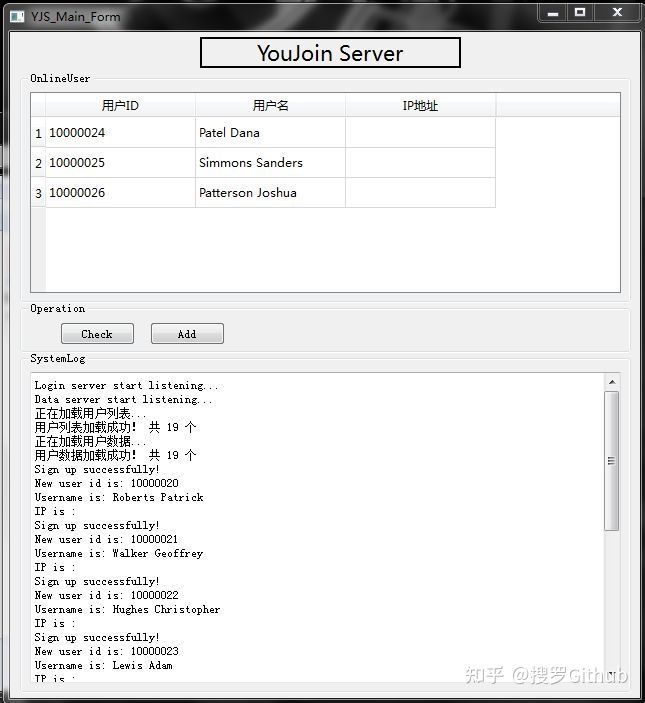 YJS_Main_Form
YouJoin Server
OnlineUser
用户ID 用户名 IP地址
1 10000024 Patel Dana
2 10000025 Simmons Sanders
3 10000026 Patterson Joshua
Operation
Check Add
SystemLog
Login server start listening...
Data server start listening...
正在加载用户列表...
用户列表加载成功! 共 19 个
正在加载用户数据...
用户数据加载成功! 共 19 个
Sign up successfully!
New user id is: 10000020
Username is: Roberts Patrick
IP is :
Sign up successfully!
New user id is: 10000021
Username is: Walker Geoffrey
IP is :
Sign up successfully!
New user id is: 10000022
Username is: Hughes Christopher
IP is :
Sign up successfully!
New user id is: 10000023
Username is: Lewis Adam
IP is :
知乎 @搜罗Github